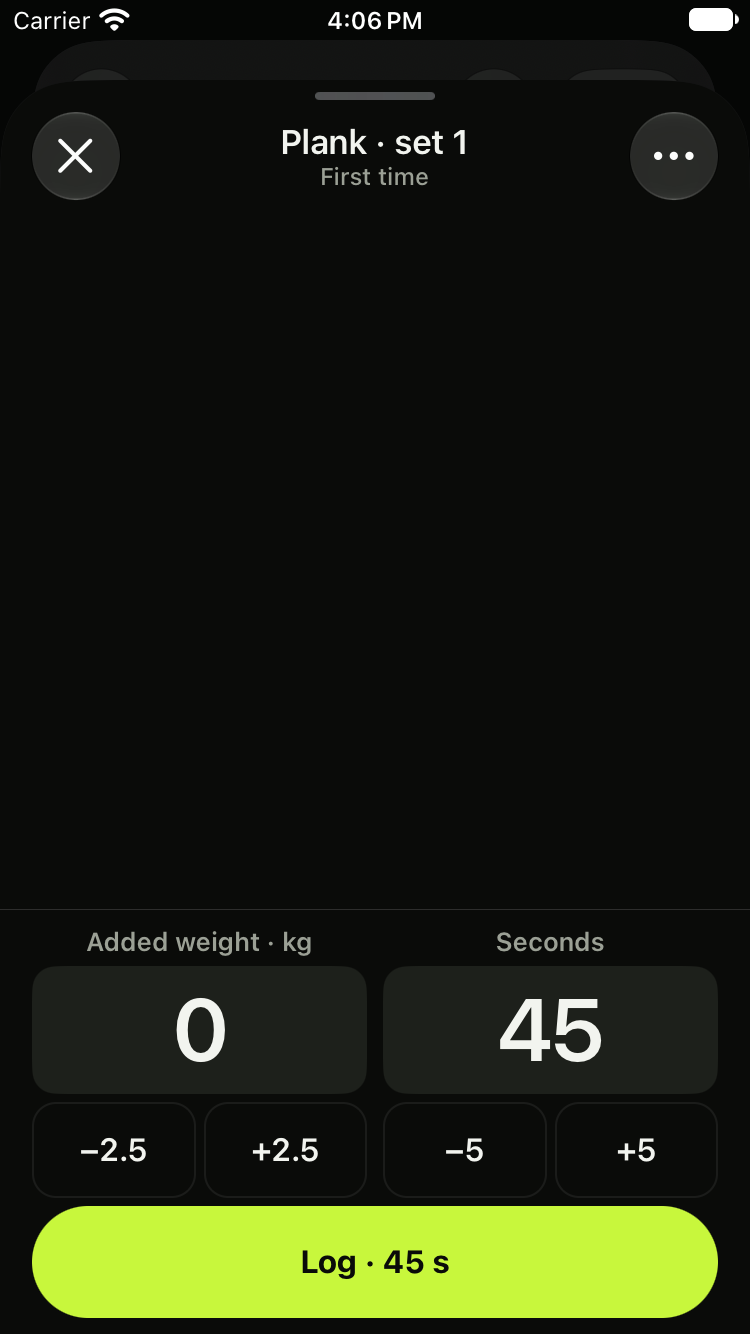 Carrier 4:06 PM
Plank · set 1
First time
Added weight · kg Seconds
0 45
−2.5 +2.5 −5 +5
Log · 45 s